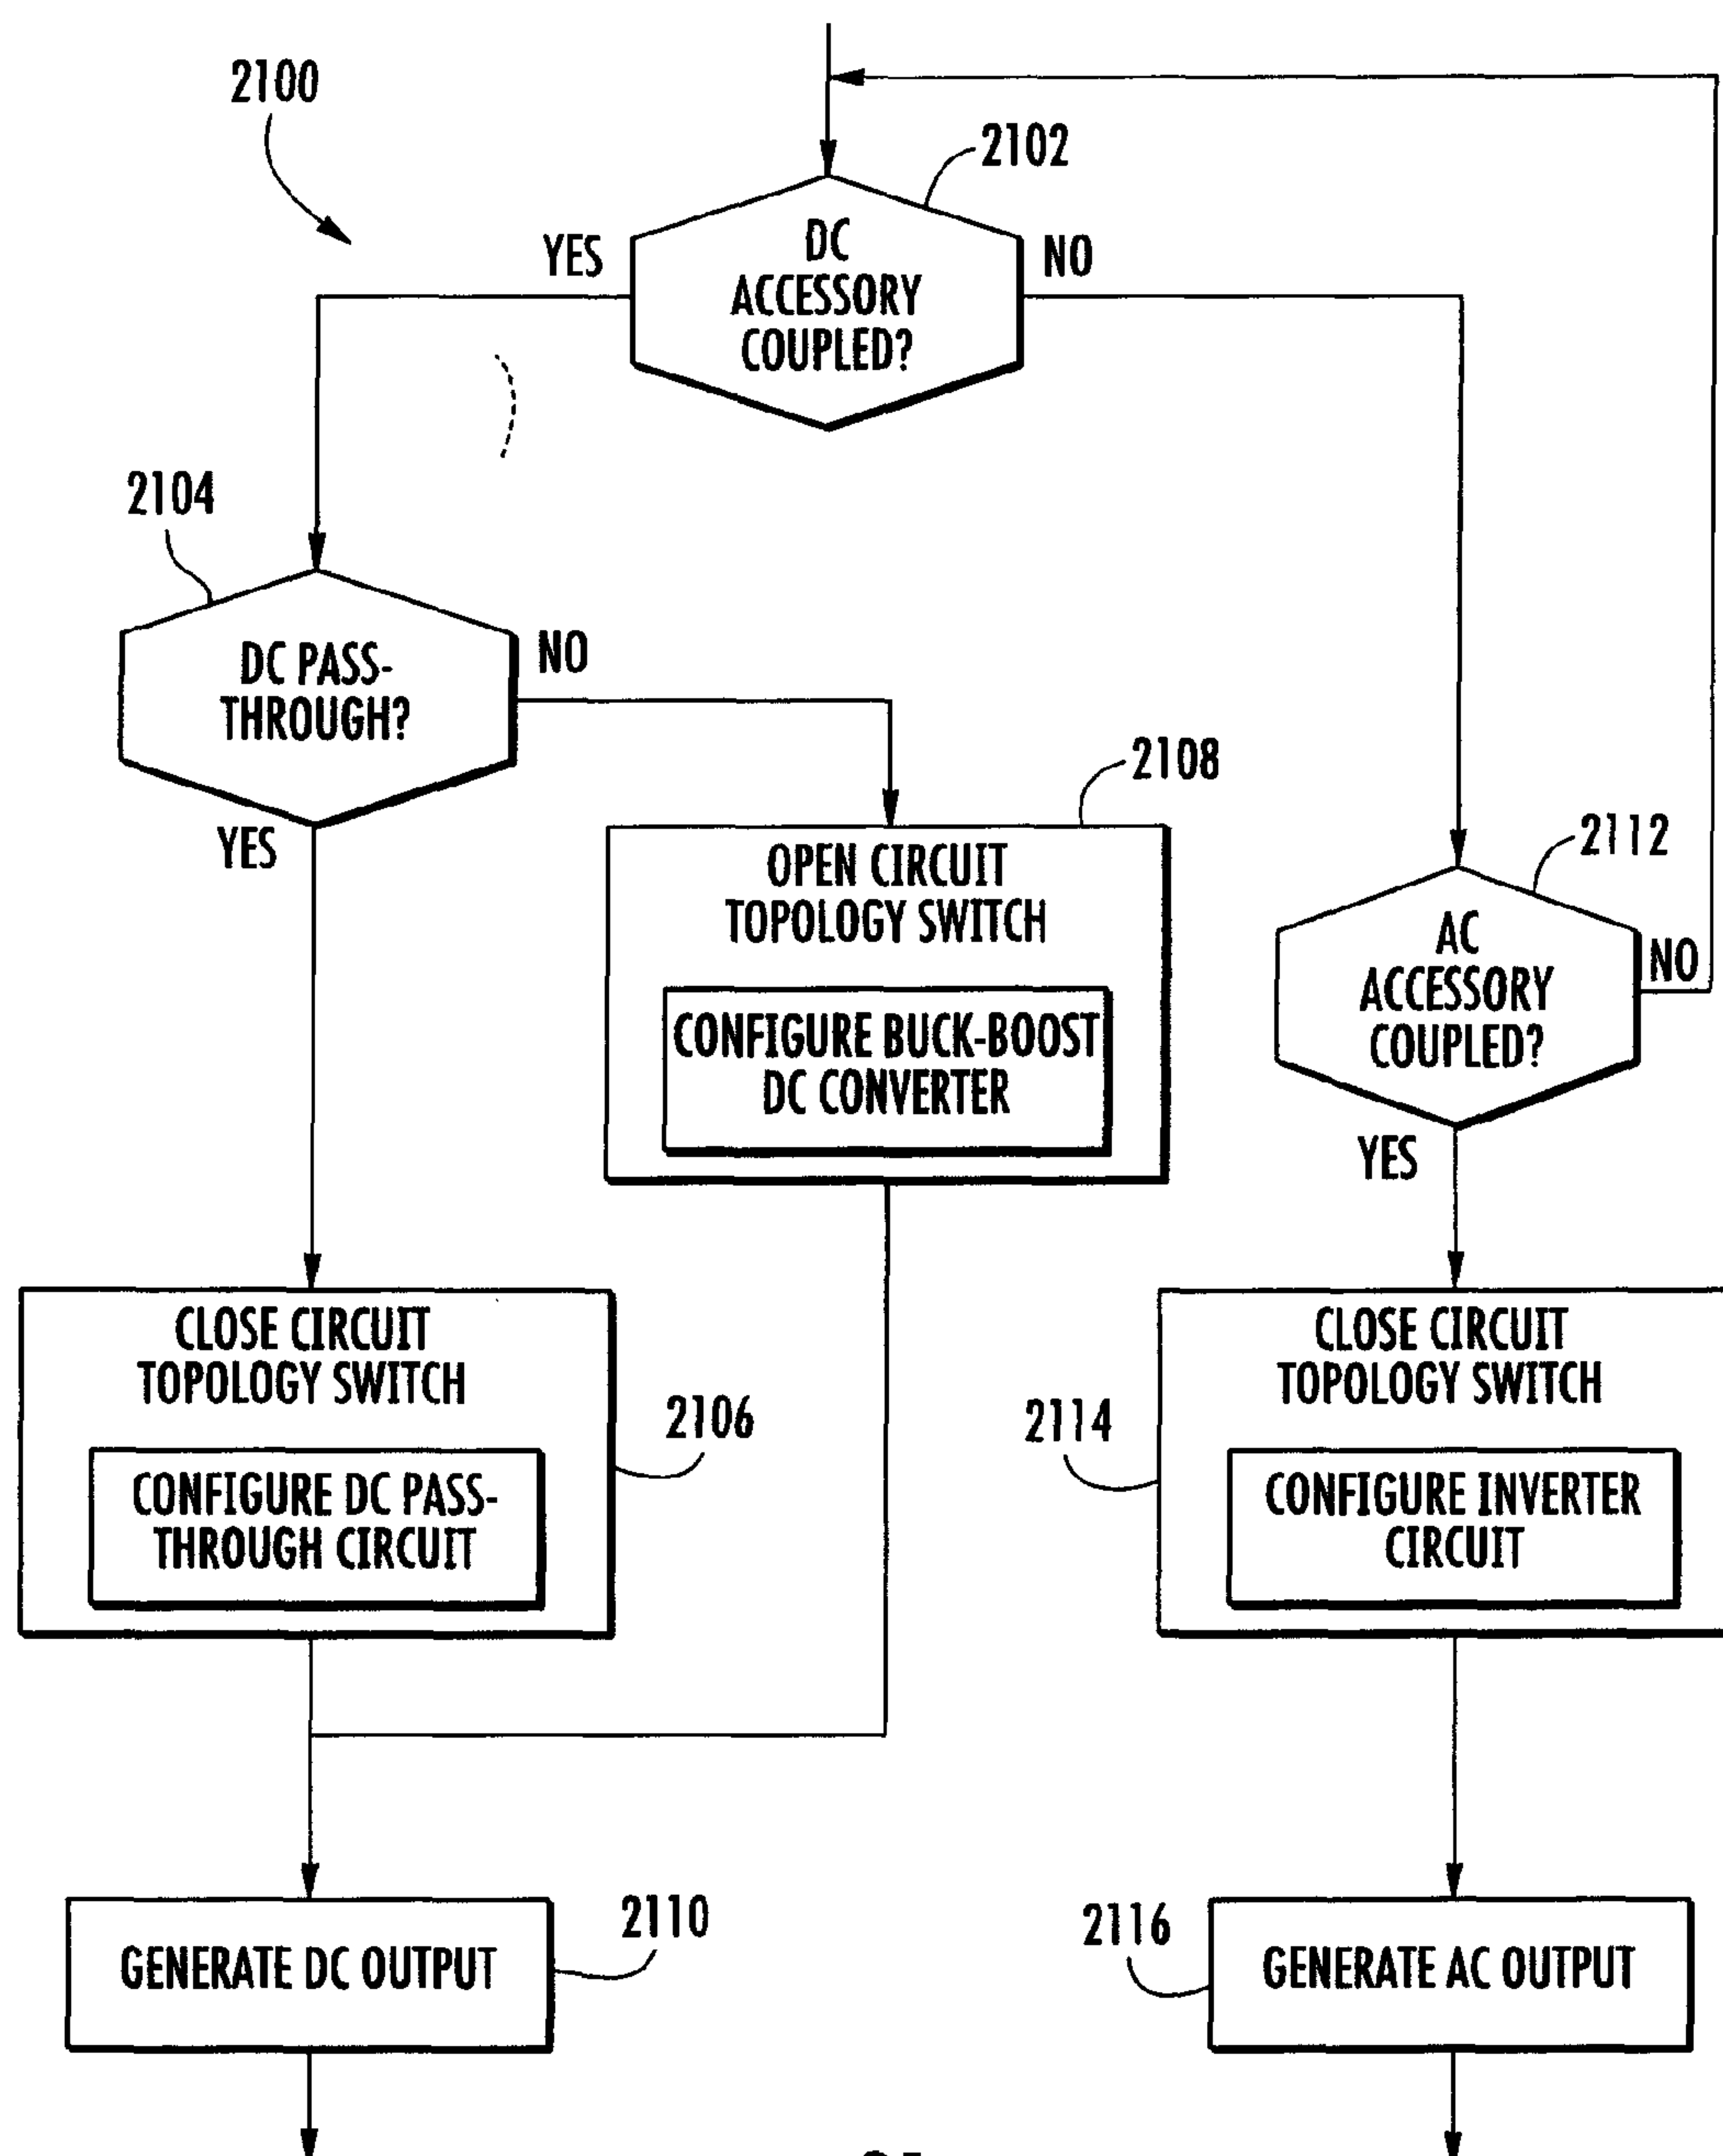 2100
2102
DC
ACCESSORY
COUPLED?
YES
NO
2104
DC PASS-
THROUGH?
NO
YES
2108
OPEN CIRCUIT
TOPOLOGY SWITCH
CONFIGURE BUCK-BOOST
DC CONVERTER
2112
AC
ACCESSORY
COUPLED?
NO
YES
CLOSE CIRCUIT
TOPOLOGY SWITCH
2106
CONFIGURE DC PASS-
THROUGH CIRCUIT
CLOSE CIRCUIT
TOPOLOGY SWITCH
2114
CONFIGURE INVERTER
CIRCUIT
GENERATE DC OUTPUT
2110
2116
GENERATE AC OUTPUT